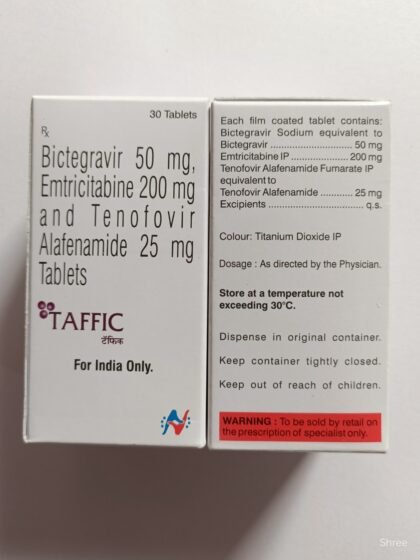 30 Tablets
Rx
Bictegravir 50 mg,
Emtricitabine 200 mg
and Tenofovir
Alafenamide 25 mg
Tablets
TAFFIC
टॅफिक
For India Only.
Each film coated tablet contains:
Bictegravir Sodium equivalent to
Bictegravir ........................... 50 mg
Emtricitabine IP ..................... 200 mg
Tenofovir Alafenamide Fumarate IP
equivalent to
Tenofovir Alafenamide ........... 25 mg
Excipients ................................. q.s.
Colour: Titanium Dioxide IP
Dosage : As directed by the Physician.
Store at a temperature not
exceeding 30°C.
Dispense in original container.
Keep container tightly closed.
Keep out of reach of children.
WARNING : To be sold by retail on
the prescription of specialist only.
Shree